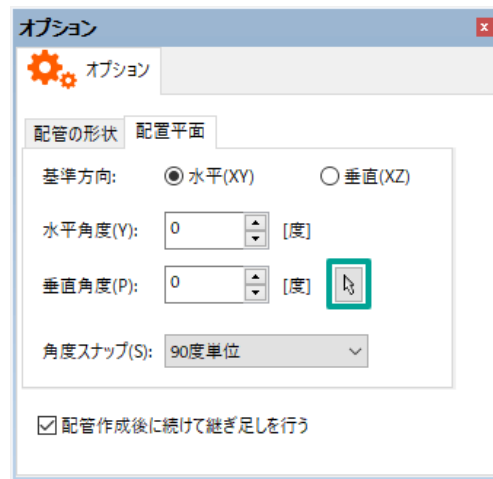 オプション
オプション
配管の形状 配置平面
基準方向: 水平(XY) 垂直(XZ)
水平角度(Y): 0 [度]
垂直角度(P): 0 [度]
角度スナップ(S): 90度単位
配管作成後に続けて継ぎ足しを行う